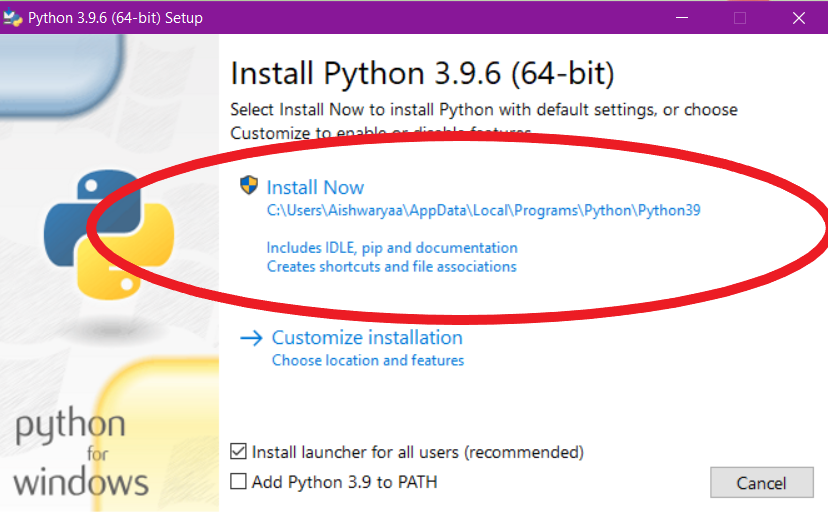 Python 3.9.6 (64-bit) Setup
Install Python 3.9.6 (64-bit)
Select Install Now to install Python with default settings, or choose
Customize to enable or disable features.
Install Now
C:\Users\Aishwaryaa\AppData\Local\Programs\Python\Python39
Includes IDLE, pip and documentation
Creates shortcuts and file associations
Customize installation
Choose location and features
python
for
windows
Install launcher for all users (recommended)
Add Python 3.9 to PATH
Cancel